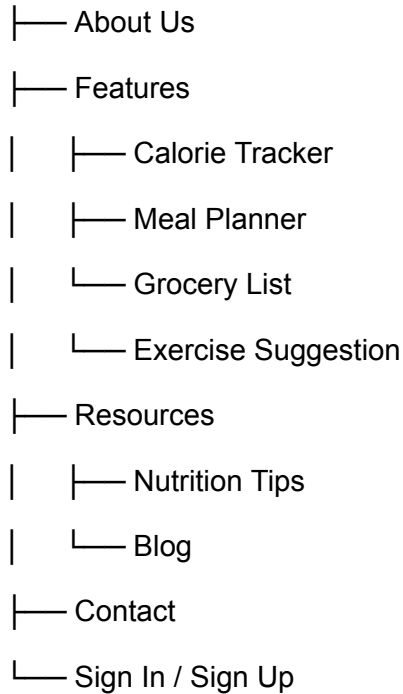 ├── About Us
├── Features
│   ├── Calorie Tracker
│   ├── Meal Planner
│   └── Grocery List
│   └── Exercise Suggestion
├── Resources
│   ├── Nutrition Tips
│   └── Blog
├── Contact
└── Sign In / Sign Up